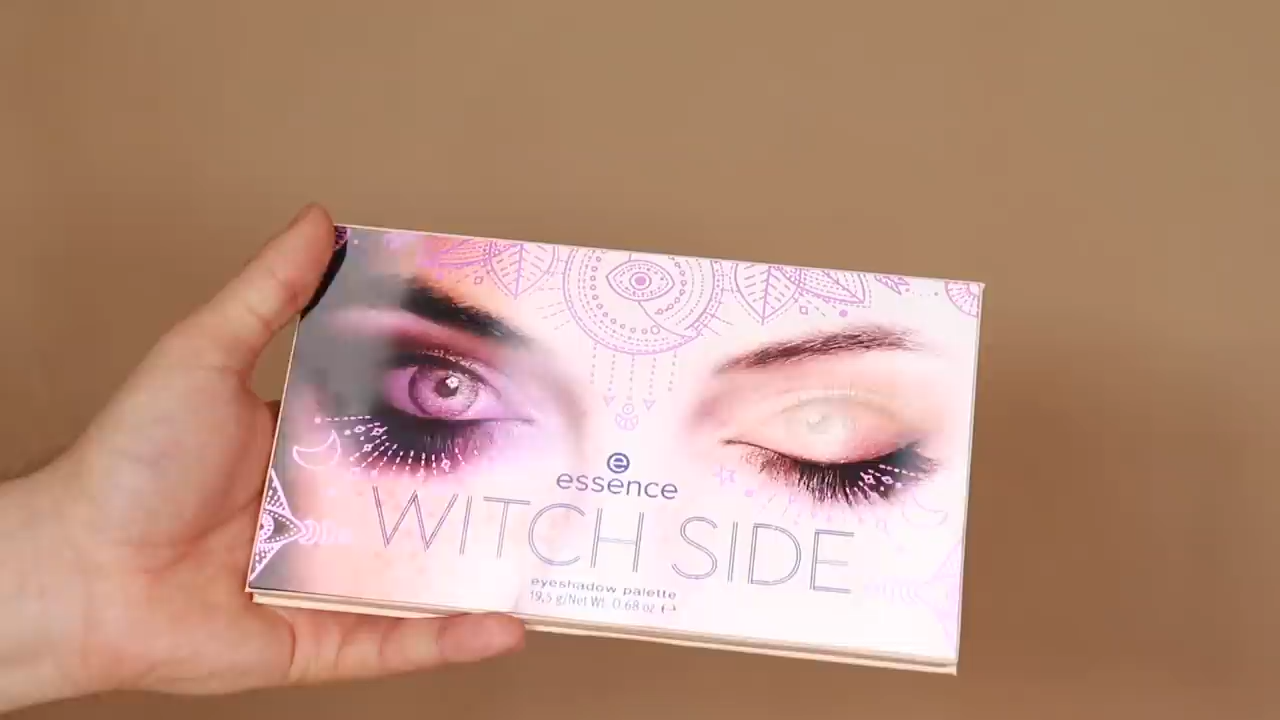 e
essence
WITCH SIDE
eyeshadow palette
19,5 g/Net Wt. 0.68 oz e